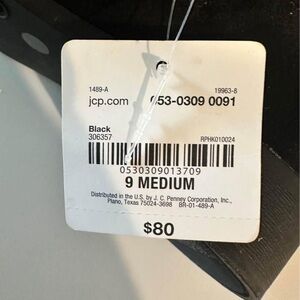 1489-A 19963-8
jcp.com 053-0309 0091
Black
306357 RPHK010024
0530309013709
9 MEDIUM
Distributed in the U.S. by J. C. Penney Corporation, Inc.,
Plano, Texas 75024-3698 BR-01-489-A
$80